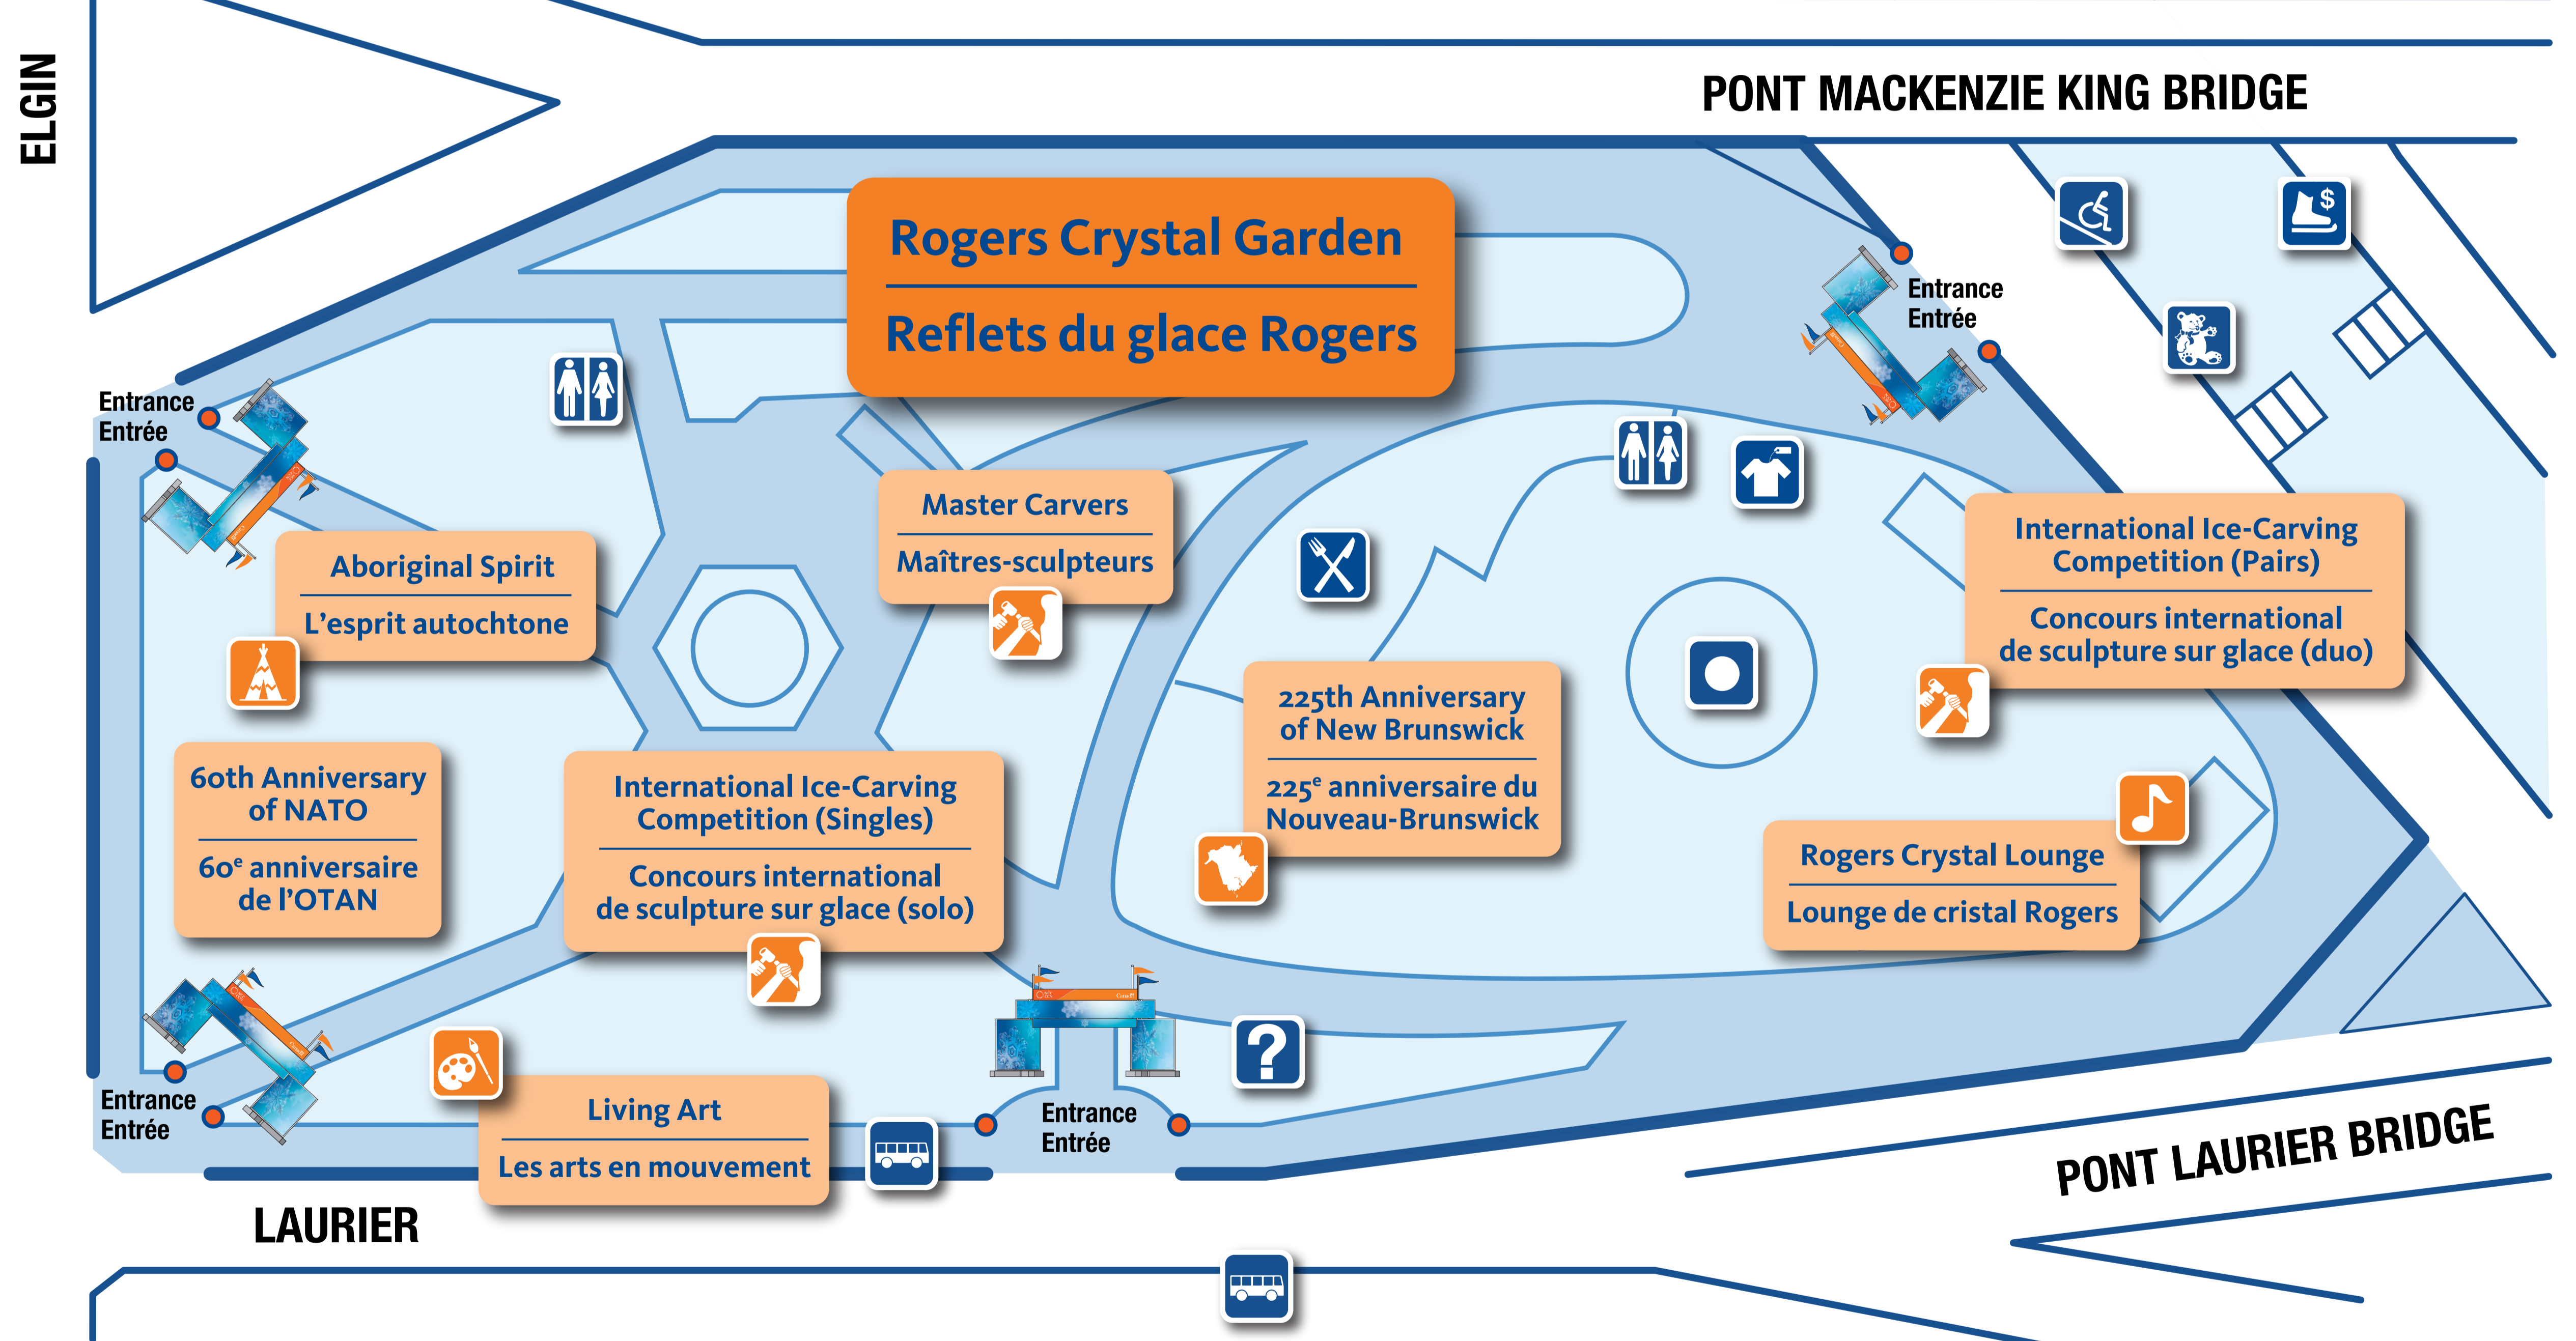 ELGIN
PONT MACKENZIE KING BRIDGE
Rogers Crystal Garden
Reflets du glace Rogers
$
Entrance
Entrée
Entrance
Entrée
Master Carvers
Maîtres-sculpteurs
International Ice-Carving
Competition (Pairs)
Concours international
de sculpture sur glace (duo)
Aboriginal Spirit
L'esprit autochtone
225th Anniversary
of New Brunswick
225e anniversaire du
Nouveau-Brunswick
60th Anniversary
of NATO
60e anniversaire
de l'OTAN
International Ice-Carving
Competition (Singles)
Concours international
de sculpture sur glace (solo)
Rogers Crystal Lounge
Lounge de cristal Rogers
Canada
?
Entrance
Entrée
Living Art
Les arts en mouvement
Entrance
Entrée
PONT LAURIER BRIDGE
LAURIER